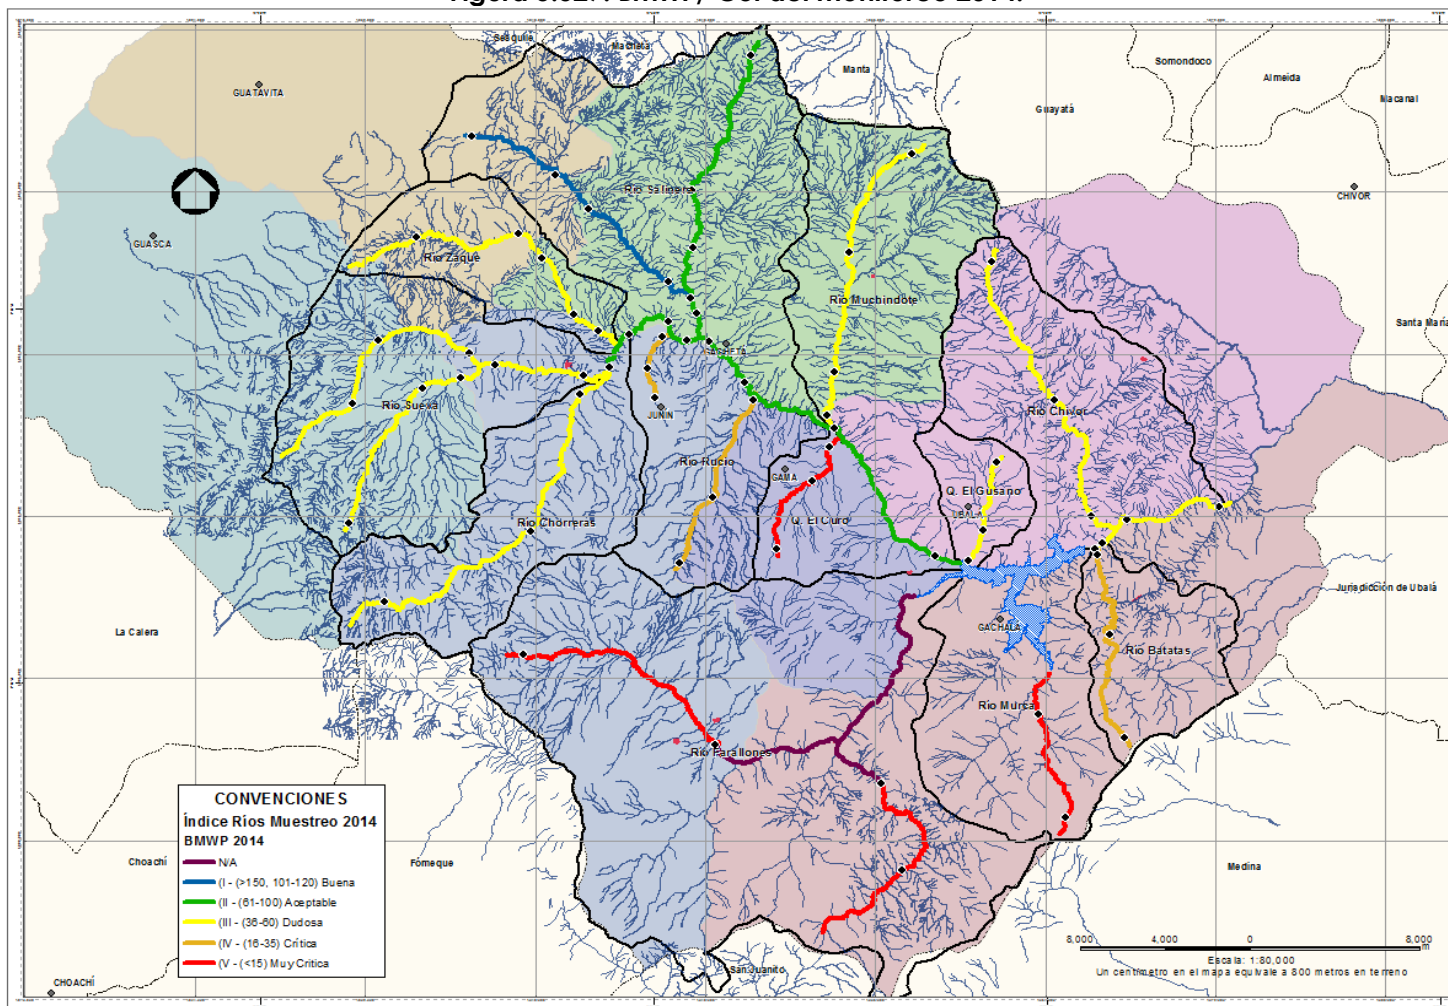 Sesquile
Macheta
Manta
Somondoco
Almeida
Macanal
GUATAVITA
Guayatá
CHIVOR
GUASCA
Río Salinero
Río Zaque
Río Muchindote
Santa María
GACHETA
Río Sueva
JUNIN
Río Chivor
Río Rucio
GAMA
Q. El Gusano
UBALA
Río Chorreras
Q. El Curo
Jurisdicción de Ubalá
La Calera
GACHALA
Río Batatas
Río Murca
Río Farallones
CONVENCIONES
Índice Ríos Muestreo 2014
BMWP 2014
N/A
(I - (>150, 101-120) Buena
(II - (61-100) Aceptable
(III - (36-60) Dudosa
(IV - (16-35) Crítica
(V - (<15) Muy Critica
Choachí
Fómeque
Medina
8,000 4,000 0 8,000
m
Escala: 1:80,000
Un centímetro en el mapa equivale a 800 metros en terreno
San Juanito
CHOACHÍ